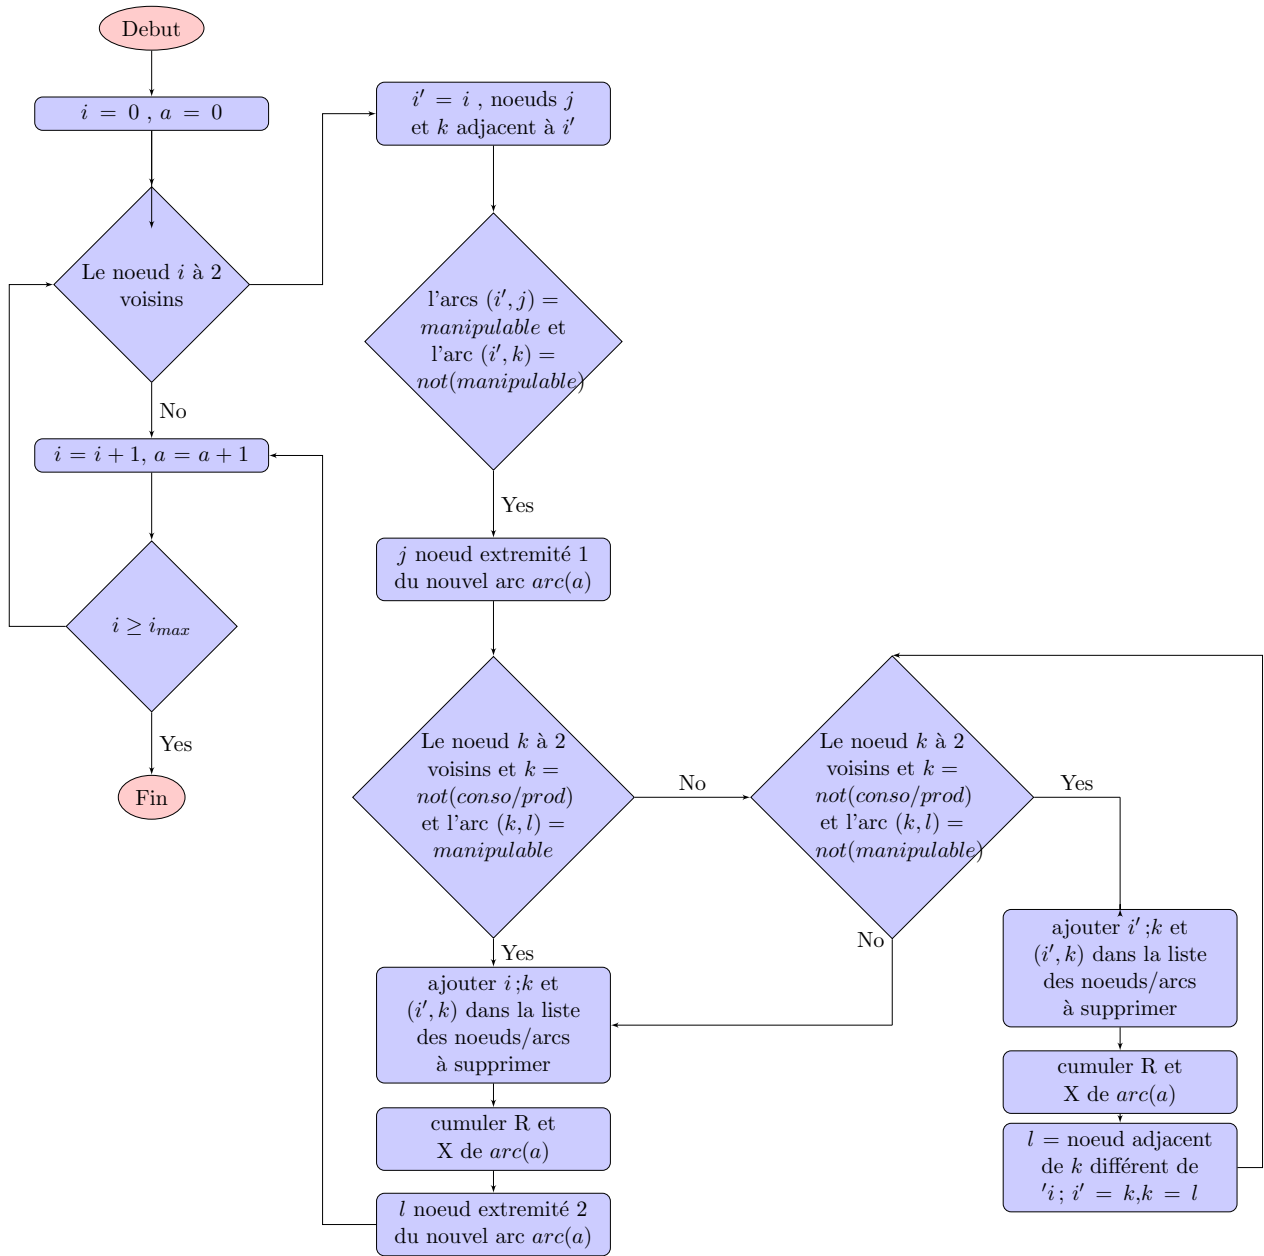 Debut
i = 0 , a = 0
Le noeud i à 2
voisins
No
i = i + 1, a = a + 1
i ≥ i_max
Yes
Fin
i′ = i , noeuds j
et k adjacent à i′
l'arcs (i′, j) =
manipulable et
l'arc (i′, k) =
not(manipulable)
Yes
j noeud extremité 1
du nouvel arc arc(a)
Le noeud k à 2
voisins et k =
not(conso/prod)
et l'arc (k, l) =
manipulable
No
Yes
ajouter i ;k et
(i′, k) dans la liste
des noeuds/arcs
à supprimer
cumuler R et
X de arc(a)
l noeud extremité 2
du nouvel arc arc(a)
Le noeud k à 2
voisins et k =
not(conso/prod)
et l'arc (k, l) =
not(manipulable)
Yes
No
ajouter i′ ;k et
(i′, k) dans la liste
des noeuds/arcs
à supprimer
cumuler R et
X de arc(a)
l = noeud adjacent
de k différent de
′i ; i′ = k,k = l